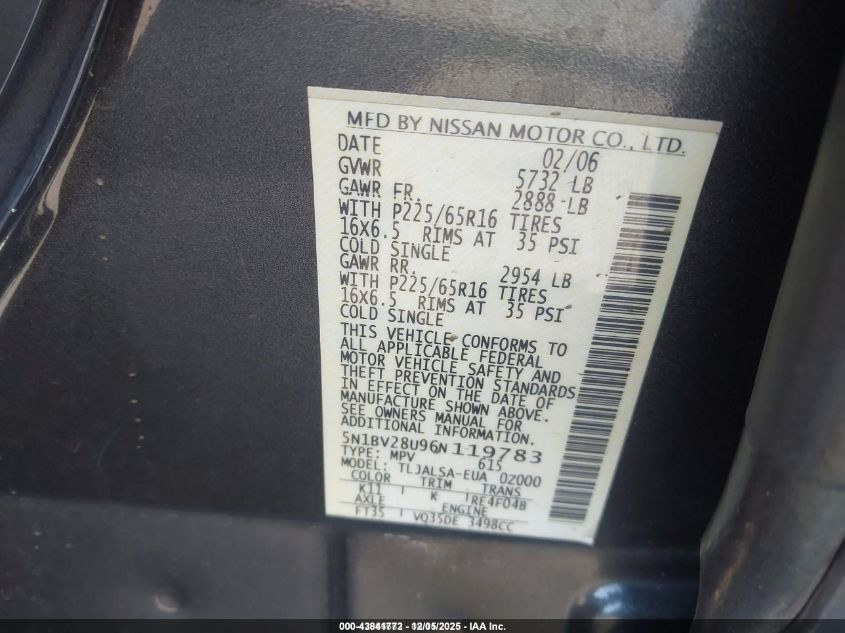 MFD BY NISSAN MOTOR CO., LTD.
DATE 02/06
GVWR 5732 LB
GAWR FR. 2888 LB
WITH P225/65R16 TIRES
16X6.5 RIMS AT 35 PSI
COLD SINGLE
GAWR RR. 2954 LB
WITH P225/65R16 TIRES
16X6.5 RIMS AT 35 PSI
COLD SINGLE
THIS VEHICLE CONFORMS TO
ALL APPLICABLE FEDERAL
MOTOR VEHICLE SAFETY AND
THEFT PREVENTION STANDARDS
IN EFFECT ON THE DATE OF
MANUFACTURE SHOWN ABOVE.
SEE OWNERS MANUAL FOR
ADDITIONAL INFORMATION.
5N1BV28U96N119783
TYPE: MPV 615
MODEL: TLJALSA-EUA 02000
COLOR TRIM TRANS
K11 K RE4F04B
AXLE ENGINE
FT35 VQ35DE 3498CC
12/05/2025 - IAA Inc.